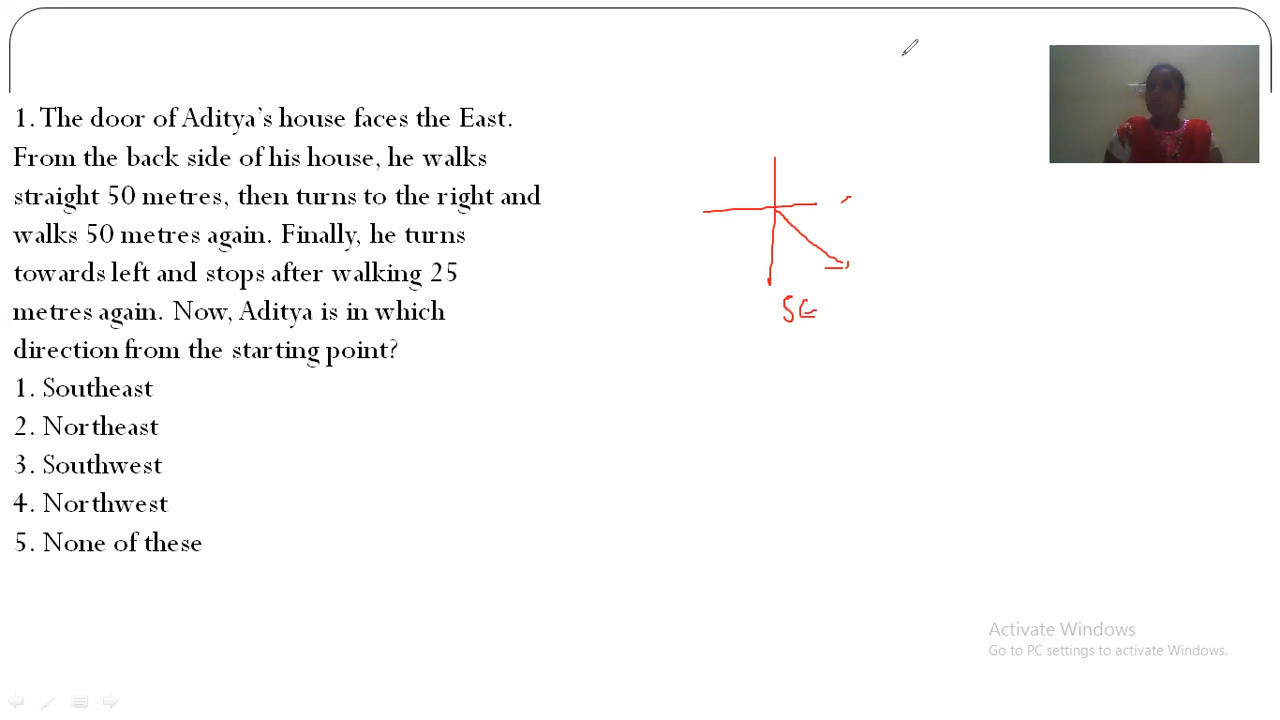 1. The door of Aditya's house faces the East.
From the back side of his house, he walks
straight 50 metres, then turns to the right and
walks 50 metres again. Finally, he turns
towards left and stops after walking 25
metres again. Now, Aditya is in which
direction from the starting point?
1. Southeast
2. Northeast
3. Southwest
4. Northwest
5. None of these
SE
Activate Windows
Go to PC settings to activate Windows.